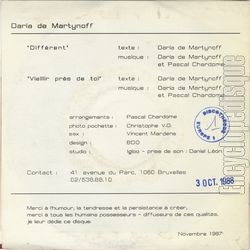 Daria de Martynoff
"Différent" texte : Daria de Martynoff
musique : Daria de Martynoff
et Pascal Chardome
"Vieillir près de toi" texte : Daria de Martynoff
musique : Daria de Martynoff
et Pascal Chardome
arrangements : Pascal Chardome
photo pochette : Christophe V.G.
sax : Vincent Mardens
design : BDO
studio : Igloo - prise de son : Daniel Léon
Contact : 41 avenue du Parc, 1060 Bruxelles
02/538.88.10
3 OCT. 1988
Merci à l'humour, la tendresse et la persistance à créer,
merci à tous les humains possesseurs - diffuseurs de ces qualités,
je leur dédie ce disque.
Novembre 1987